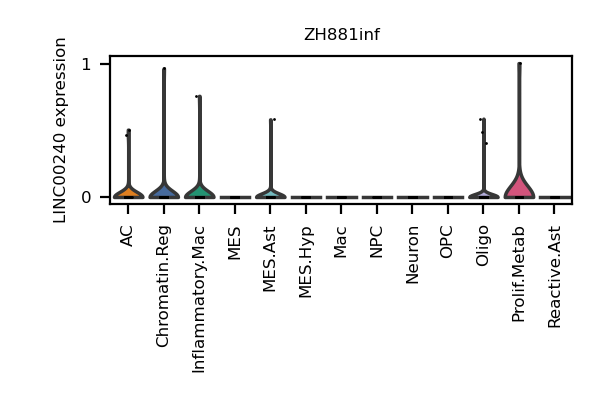 ZH881inf
LINC00240 expression
1
0
AC
Chromatin.Reg
Inflammatory.Mac
MES
MES.Ast
MES.Hyp
Mac
NPC
Neuron
OPC
Oligo
Prolif.Metab
Reactive.Ast